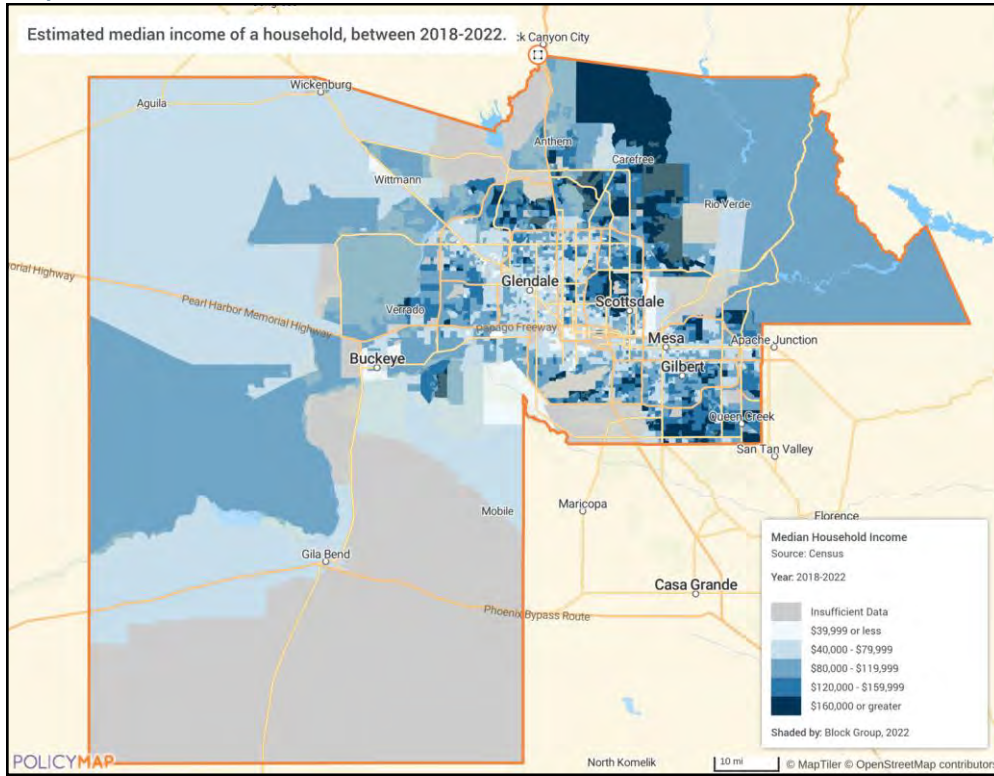 Estimated median income of a household, between 2018-2022.
ck Canyon City
Wickenburg
Aguila
Anthem
Carefree
Wittmann
Rio Verde
orial Highway
Glendale
Pearl Harbor Memorial Highway
Scottsdale
Verrado
Papago Freeway
Mesa
Apache Junction
Buckeye
Gilbert
Queen Creek
San Tan Valley
Maricopa
Mobile
Florence
Gila Bend
Casa Grande
Phoenix Bypass Route
Median Household Income
Source: Census
Year: 2018-2022
Insufficient Data
$39,999 or less
$40,000 - $79,999
$80,000 - $119,999
$120,000 - $159,999
$160,000 or greater
Shaded by: Block Group, 2022
POLICYMAP
North Komelik
10 mi
© MapTiler © OpenStreetMap contributors